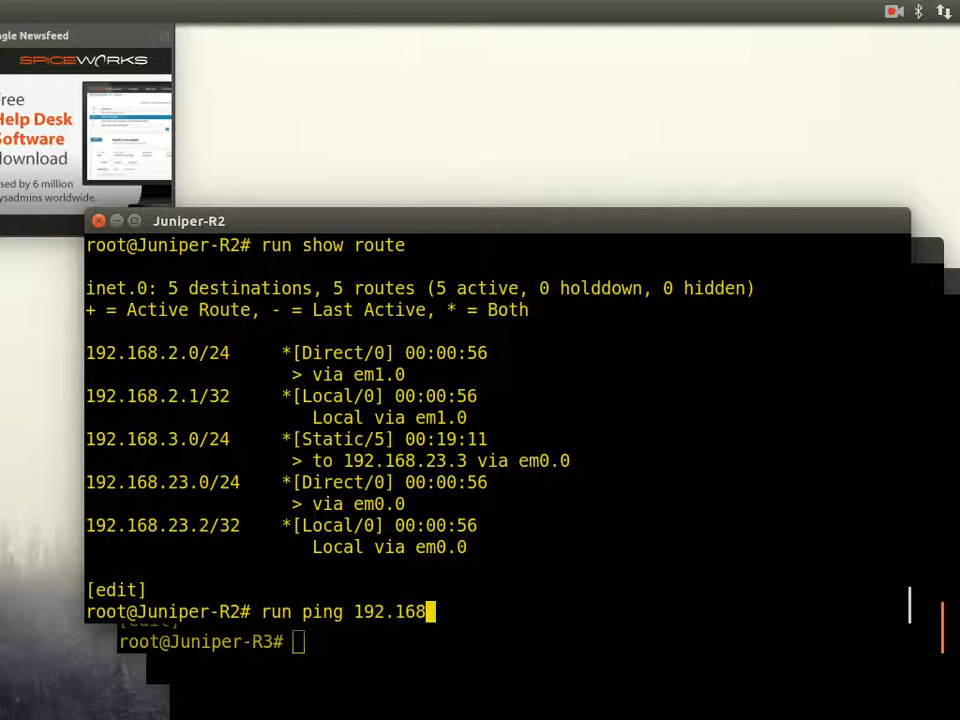 gle Newsfeed
SPICEWORKS
ree
Help Desk
Software
download
sed by 6 million
ysadmins worldwide.
Juniper-R2
root@Juniper-R2# run show route
inet.0: 5 destinations, 5 routes (5 active, 0 holddown, 0 hidden)
+ = Active Route, - = Last Active, * = Both
192.168.2.0/24     *[Direct/0] 00:00:56
> via em1.0
192.168.2.1/32     *[Local/0] 00:00:56
Local via em1.0
192.168.3.0/24     *[Static/5] 00:19:11
> to 192.168.23.3 via em0.0
192.168.23.0/24    *[Direct/0] 00:00:56
> via em0.0
192.168.23.2/32    *[Local/0] 00:00:56
Local via em0.0
[edit]
root@Juniper-R2# run ping 192.168
[edit]
root@Juniper-R3#